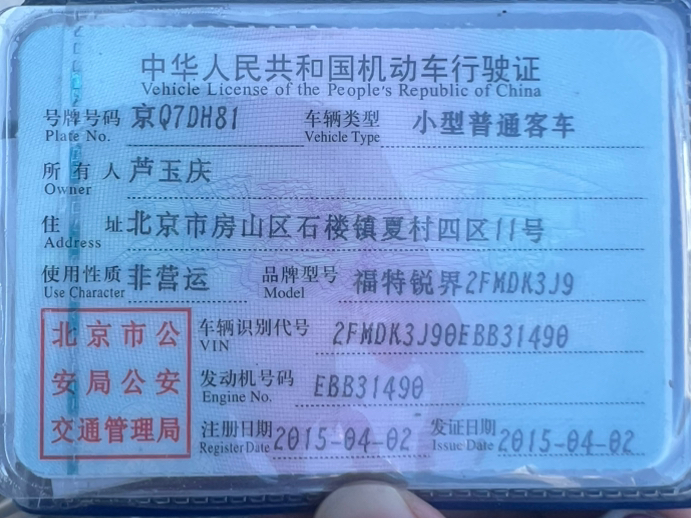 中华人民共和国机动车行驶证
Vehicle License of the People's Republic of China
号牌号码 京Q7DH81 车辆类型 小型普通客车
Plate No. Vehicle Type
所有人 芦玉庆
Owner
住址 北京市房山区石楼镇夏村四区11号
Address
使用性质 非营运 品牌型号 福特锐界2FMDK3J9
Use Character Model
北京市公安局公安交通管理局
车辆识别代号 2FMDK3J90EBB31490
VIN
发动机号码 EBB31490
Engine No.
注册日期 2015-04-02 发证日期 2015-04-02
Register Date Issue Date